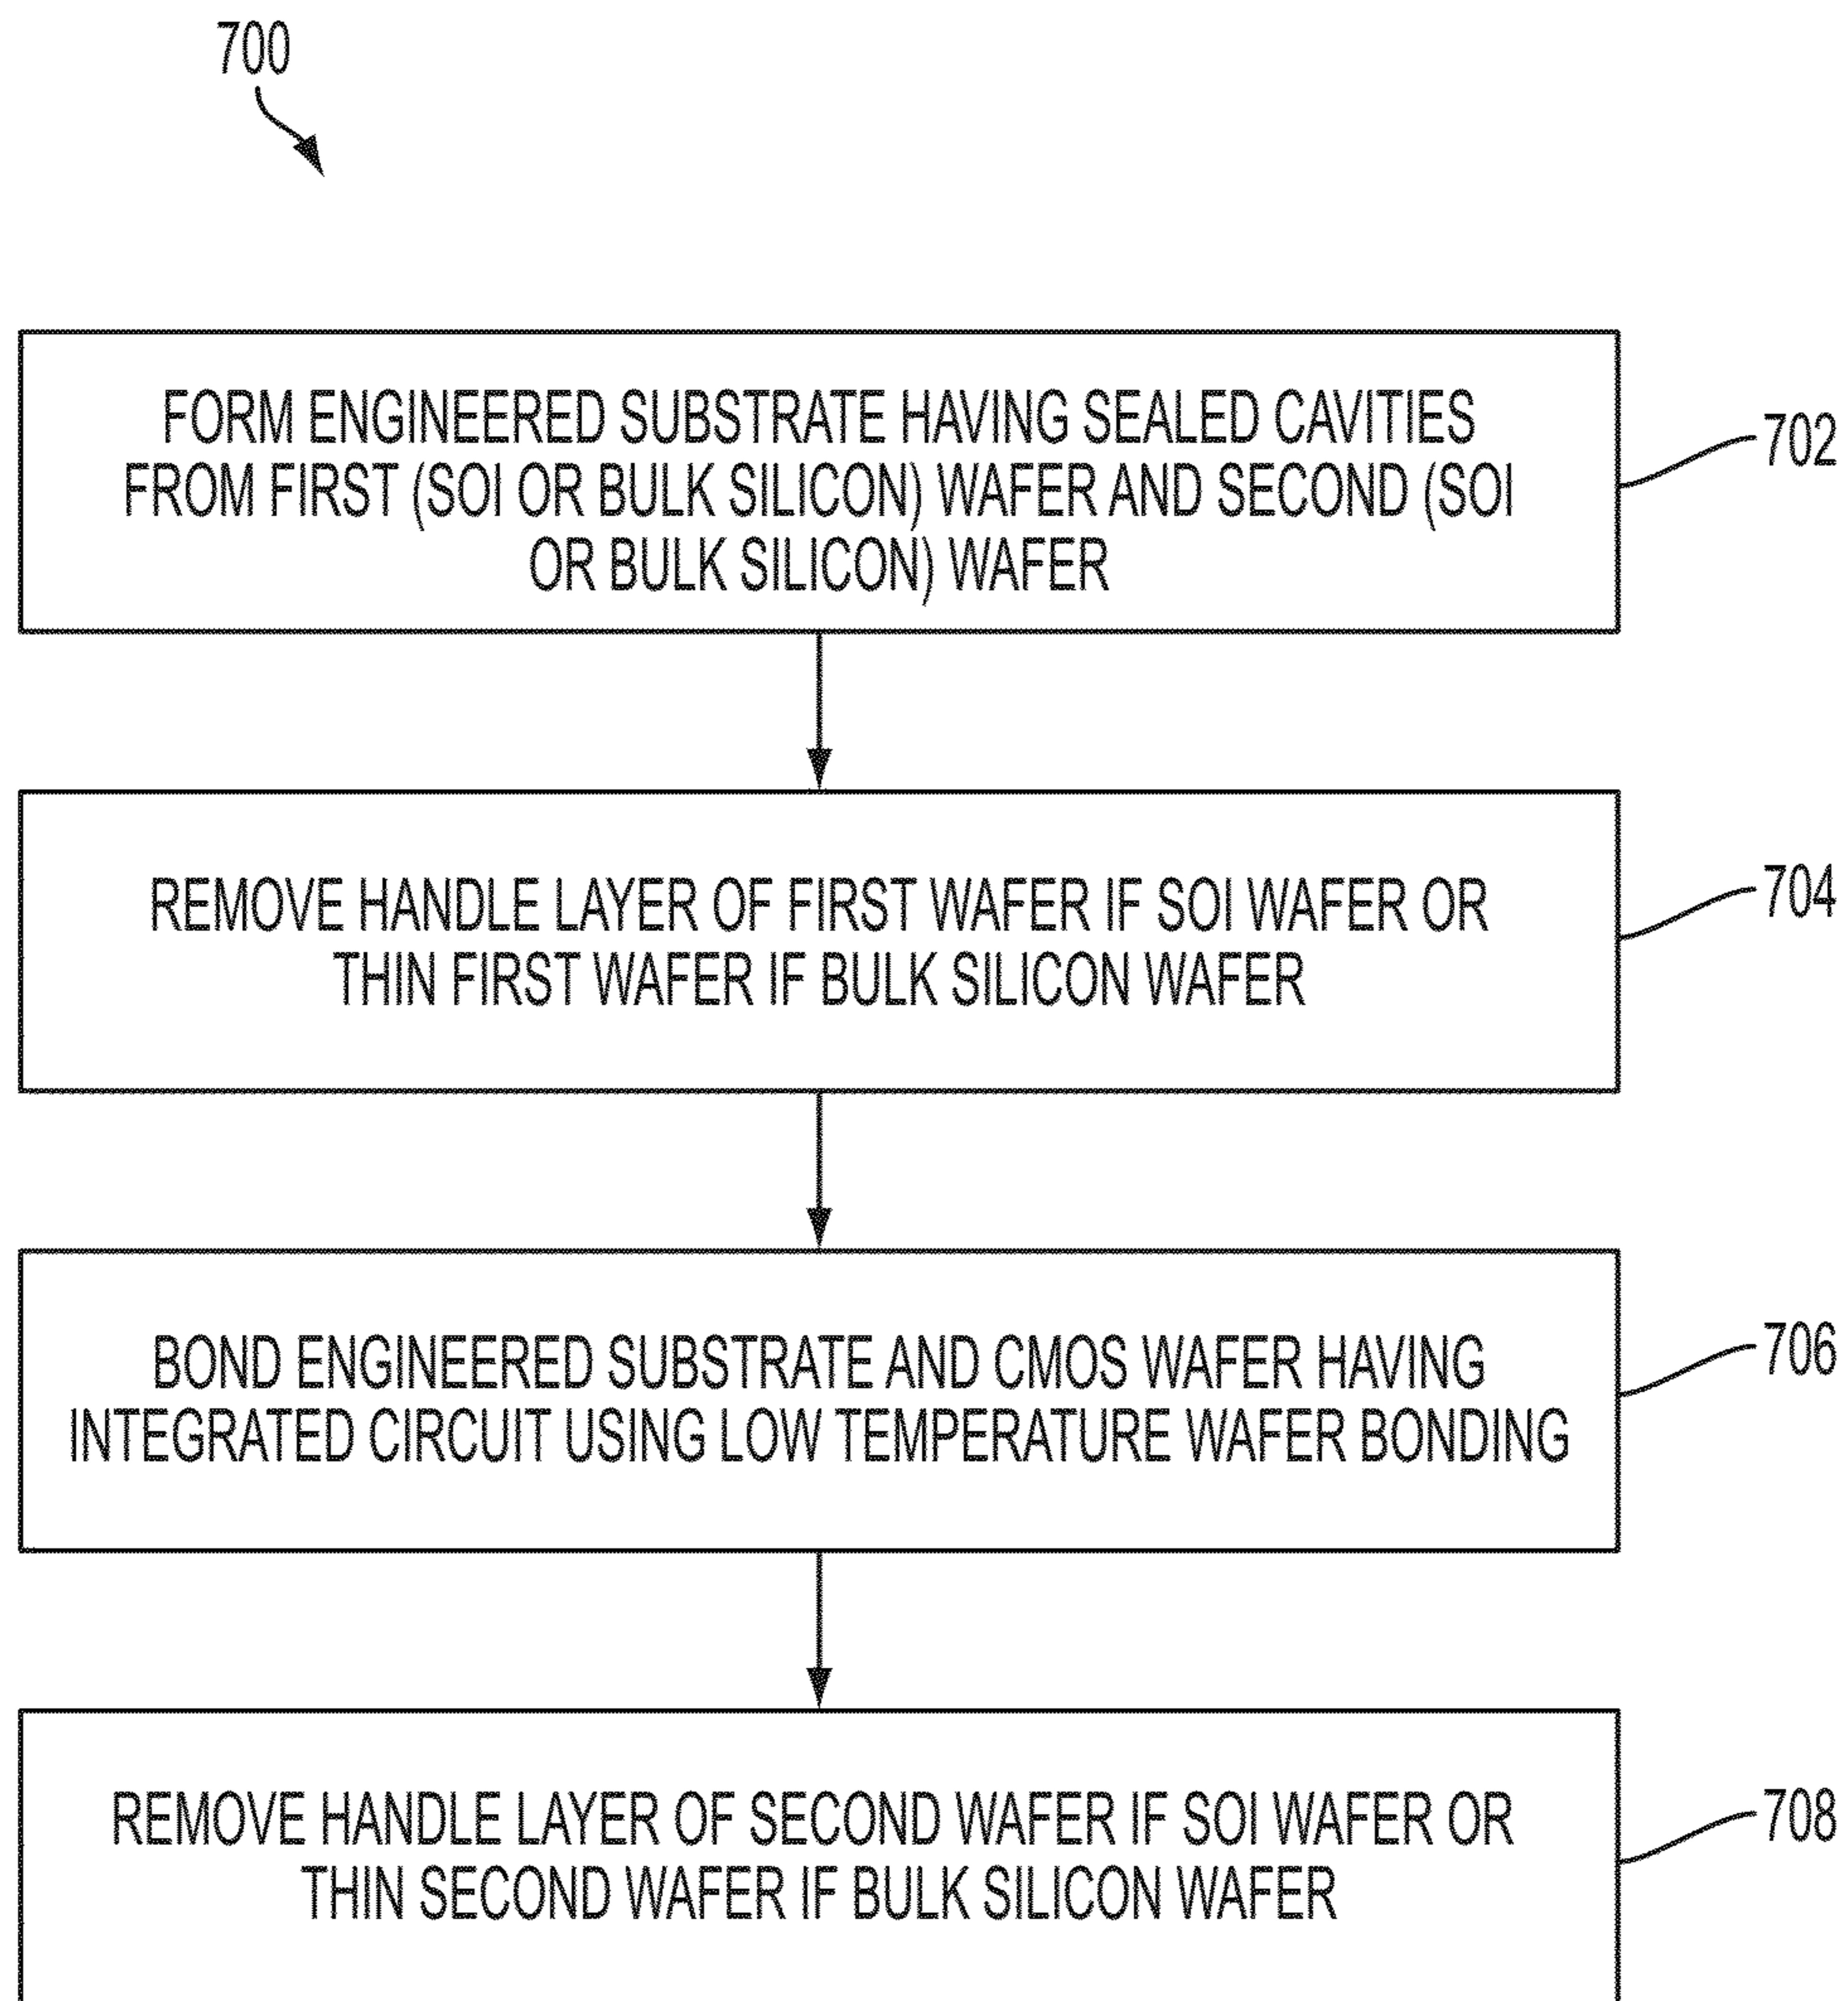 700
FORM ENGINEERED SUBSTRATE HAVING SEALED CAVITIES
FROM FIRST (SOI OR BULK SILICON) WAFER AND SECOND (SOI
OR BULK SILICON) WAFER
702
REMOVE HANDLE LAYER OF FIRST WAFER IF SOI WAFER OR
THIN FIRST WAFER IF BULK SILICON WAFER
704
BOND ENGINEERED SUBSTRATE AND CMOS WAFER HAVING
INTEGRATED CIRCUIT USING LOW TEMPERATURE WAFER BONDING
706
REMOVE HANDLE LAYER OF SECOND WAFER IF SOI WAFER OR
THIN SECOND WAFER IF BULK SILICON WAFER
708